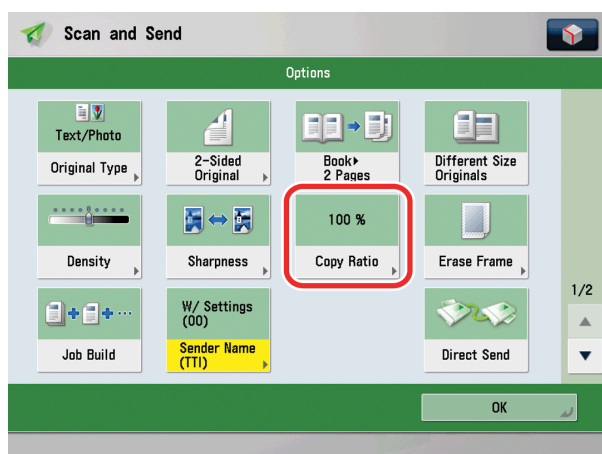 Scan and Send
Options
Text/Photo
Original Type
2-Sided
Original
Book▸
2 Pages
Different Size
Originals
Density
Sharpness
100 %
Copy Ratio
Erase Frame
Job Build
W/ Settings
(00)
Sender Name
(TTI)
Direct Send
1/2
OK